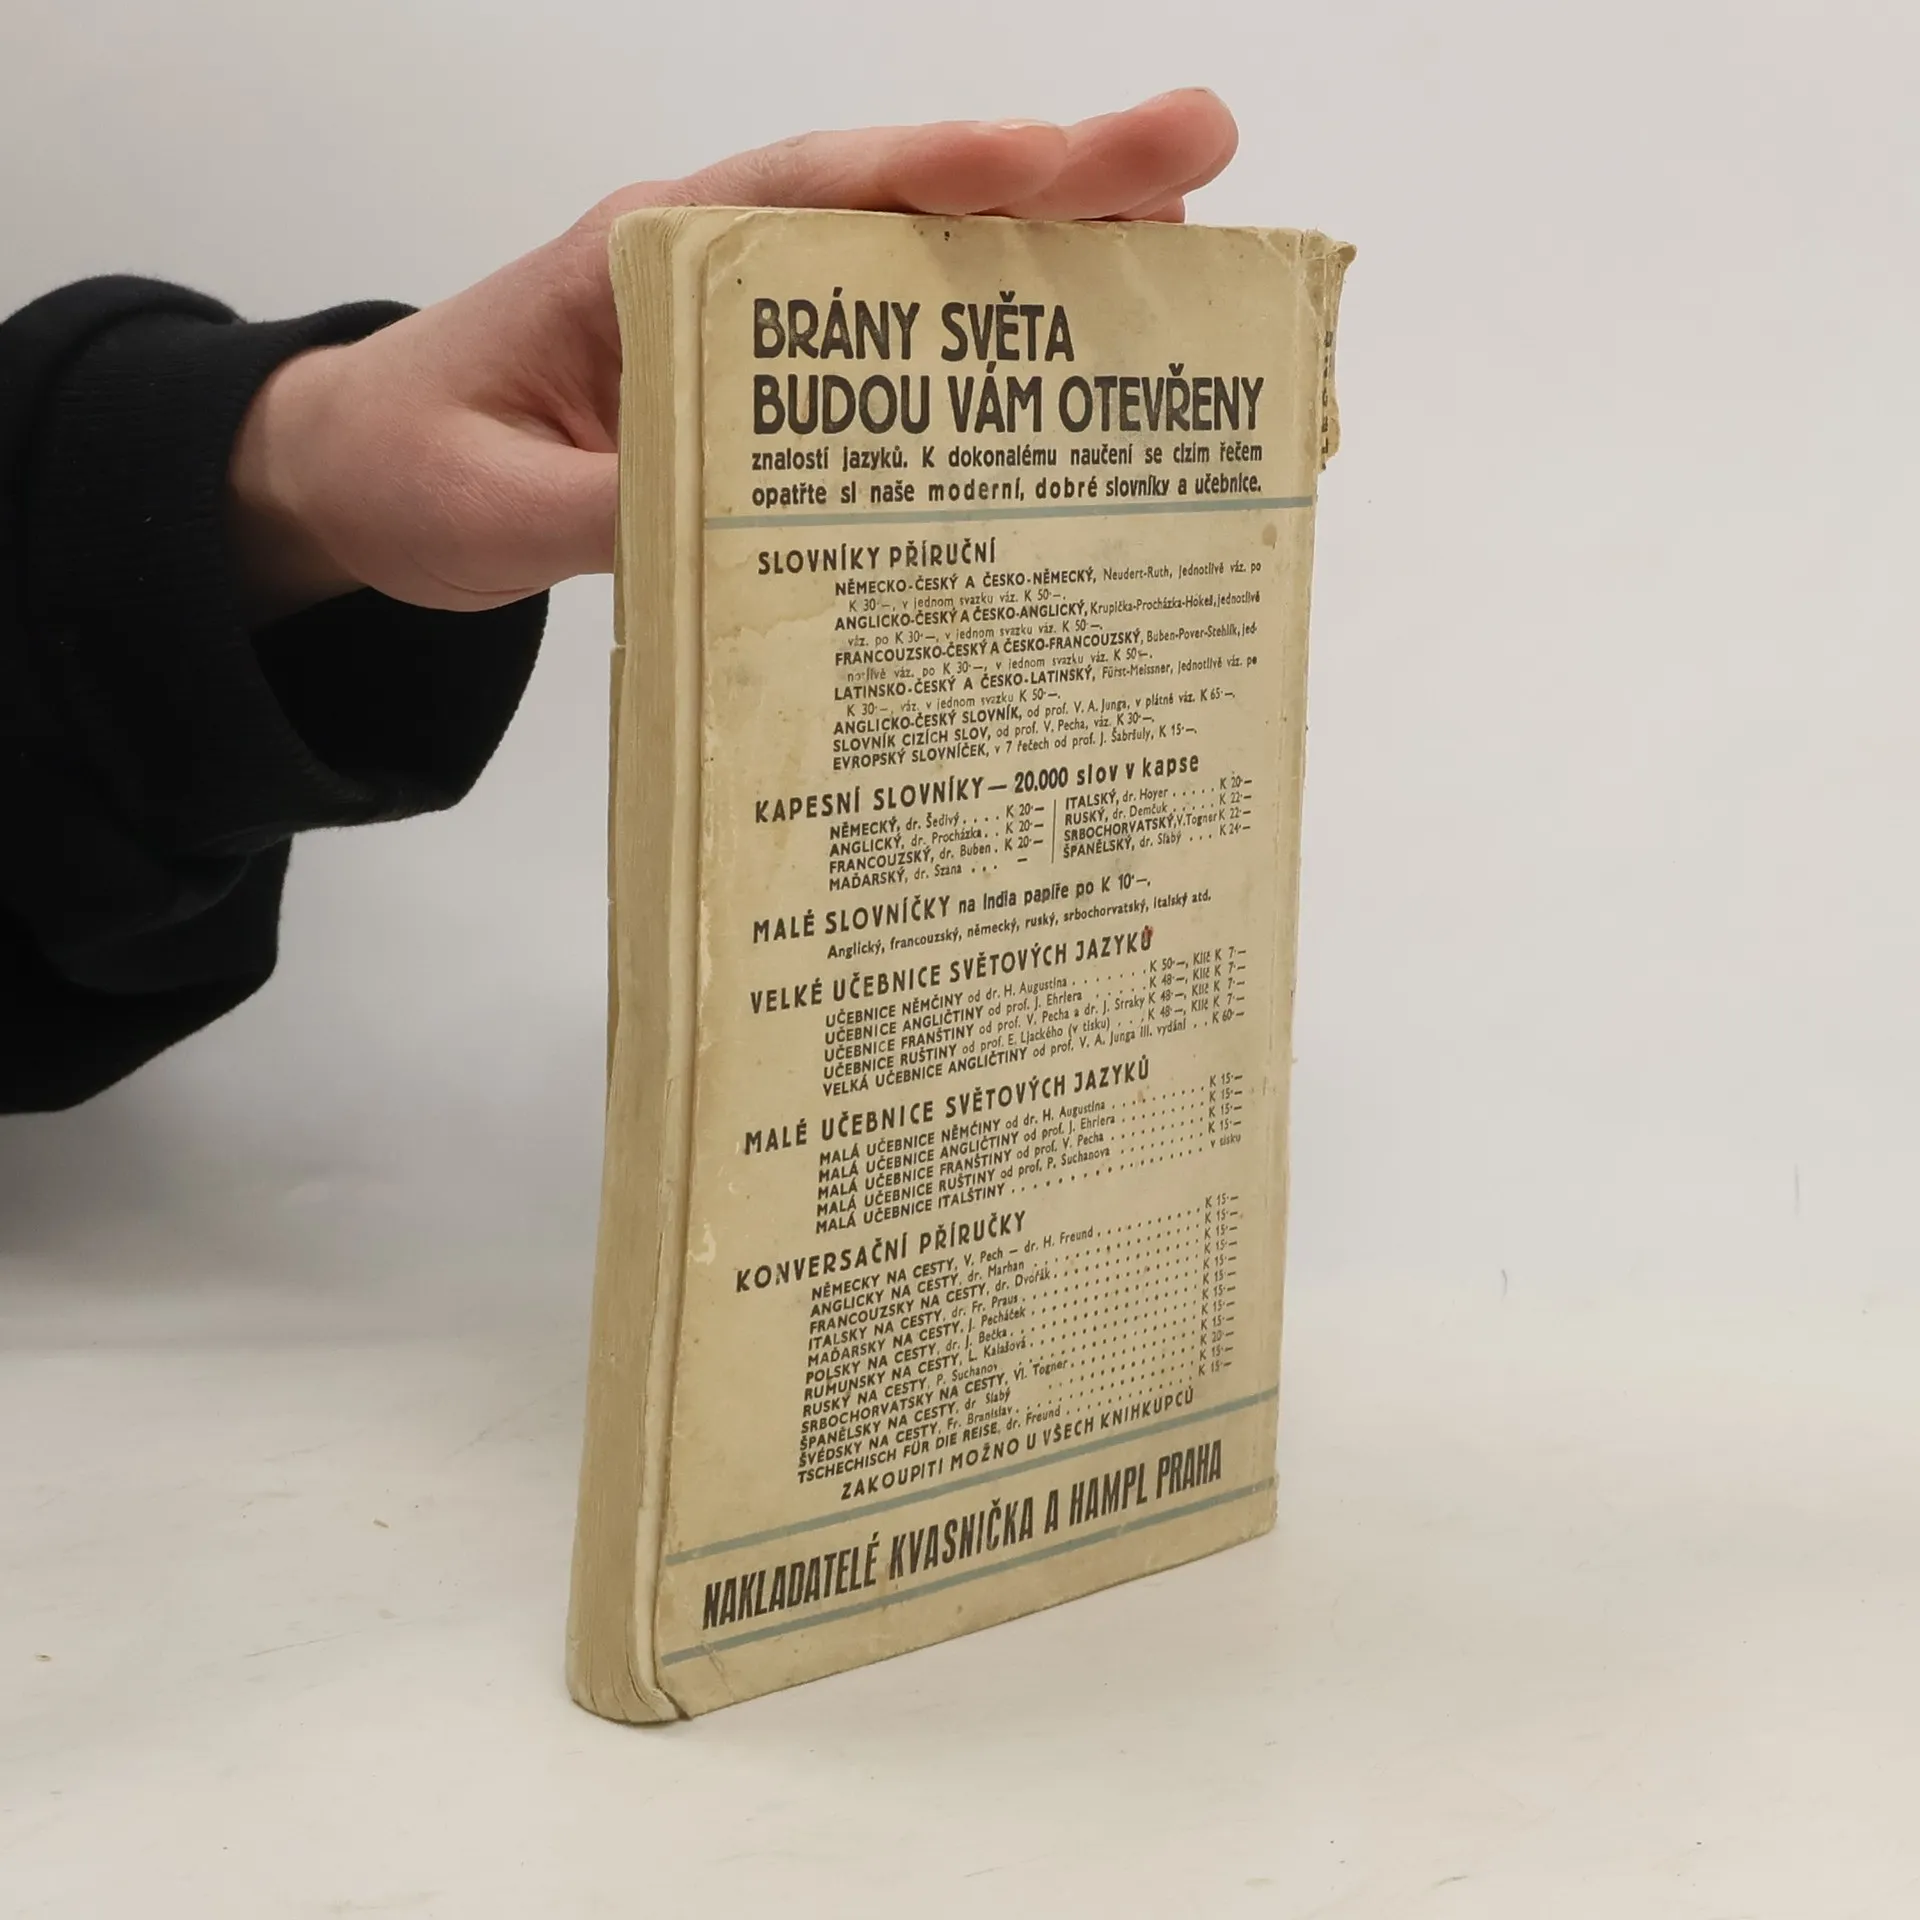 BRÁNY SVĚTA
BUDOU VÁM OTEVŘENY
znalostí jazyků. K dokonalému naučení se cizím řečem
opatřte si naše moderní, dobré slovníky a učebnice.
SLOVNÍKY PŘÍRUČNÍ
NĚMECKO-ČESKÝ A ČESKO-NĚMECKÝ, Neudert-Ruth, jednotlivě váz. po
K 30·—, v jednom svazku váz. K 50·—.
ANGLICKO-ČESKÝ A ČESKO-ANGLICKÝ, Krupička-Procházka-Hokeš, jednotlivě
váz. po K 30·—, v jednom svazku váz. K 50·—.
FRANCOUZSKO-ČESKÝ A ČESKO-FRANCOUZSKÝ, Buben-Pover-Stehlík, jed-
notlivě váz. po K 30·—, v jednom svazku váz. K 50·—.
LATINSKO-ČESKÝ A ČESKO-LATINSKÝ, Fürst-Meissner, jednotlivě váz. po
K 30·—, váz. v jednom svazku K 50·—.
ANGLICKO-ČESKÝ SLOVNÍK, od prof. V. A. Junga, v plátně váz. K 65·—.
SLOVNÍK CIZÍCH SLOV, od prof. V. Pecha, váz. K 30·—.
EVROPSKÝ SLOVNÍČEK, v 7 řečech od prof. J. Šabršuly, K 15·—.
KAPESNÍ SLOVNÍKY — 20.000 slov v kapse
NĚMECKÝ, dr. Šedivý . . . . K 20·—
ANGLICKÝ, dr. Procházka . . K 20·—
FRANCOUZSKÝ, dr. Buben . K 20·—
MAĎARSKÝ, dr. Szana . . . —
ITALSKÝ, dr. Hoyer . . . . . K 20·—
RUSKÝ, dr. Demčuk . . . . . K 22·—
SRBOCHORVATSKÝ, V. Togner K 22·—
ŠPANĚLSKÝ, dr. Slabý . . . K 24·—
MALÉ SLOVNÍČKY na India papíře po K 10·—.
Anglický, francouzský, německý, ruský, srbochorvatský, italský atd.
VELKÉ UČEBNICE SVĚTOVÝCH JAZYKŮ
UČEBNICE NĚMČINY od dr. H. Augustina . . . . . . K 50·—, Klíč K 7·—
UČEBNICE ANGLIČTINY od prof. J. Ehrlera . . . . . K 48·—, Klíč K 7·—
UČEBNICE FRANŠTINY od prof. V. Pecha a dr. J. Straky K 48·—, Klíč K 7·—
UČEBNICE RUŠTINY od prof. E. Ljackého (v tisku) . . . K 48·—, Klíč K 7·—
VELKÁ UČEBNICE ANGLIČTINY od prof. V. A. Junga III. vydání . . K 60·—
MALÉ UČEBNICE SVĚTOVÝCH JAZYKŮ
MALÁ UČEBNICE NĚMČINY od dr. H. Augustina . . . . . . . . . K 15·—
MALÁ UČEBNICE ANGLIČTINY od prof. J. Ehrlera . . . . . . . . K 15·—
MALÁ UČEBNICE FRANŠTINY od prof. V. Pecha . . . . . . . . . K 15·—
MALÁ UČEBNICE RUŠTINY od prof. P. Suchanova . . . . . . . . K 15·—
MALÁ UČEBNICE ITALŠTINY . . . . . . . . . . . . . . . . . v tisku
KONVERSAČNÍ PŘÍRUČKY
NĚMECKY NA CESTY, V. Pech — dr. H. Freund . . . . . . . . . . K 15·—
ANGLICKY NA CESTY, dr. Marhan . . . . . . . . . . . . . . K 15·—
FRANCOUZSKY NA CESTY, dr. Dvořák . . . . . . . . . . . . . K 15·—
ITALSKY NA CESTY, dr. Fr. Praus . . . . . . . . . . . . . . K 15·—
MAĎARSKY NA CESTY, J. Pecháček . . . . . . . . . . . . . . K 15·—
POLSKY NA CESTY, dr. J. Bečka . . . . . . . . . . . . . . . K 15·—
RUMUNSKY NA CESTY, L. Kalašová . . . . . . . . . . . . . . K 15·—
RUSKY NA CESTY, P. Suchanov . . . . . . . . . . . . . . . K 15·—
SRBOCHORVATSKY NA CESTY, Vl. Togner . . . . . . . . . . . . K 15·—
ŠPANĚLSKY NA CESTY, dr Slabý . . . . . . . . . . . . . . K 20·—
ŠVÉDSKY NA CESTY, Fr. Branislav . . . . . . . . . . . . . . K 15·—
TSCHECHISCH FÜR DIE REISE, dr. Freund . . . . . . . . . . . . K 15·—
ZAKOUPITI MOŽNO U VŠECH KNIHKUPCŮ
NAKLADATELÉ KVASNIČKA A HAMPL PRAHA